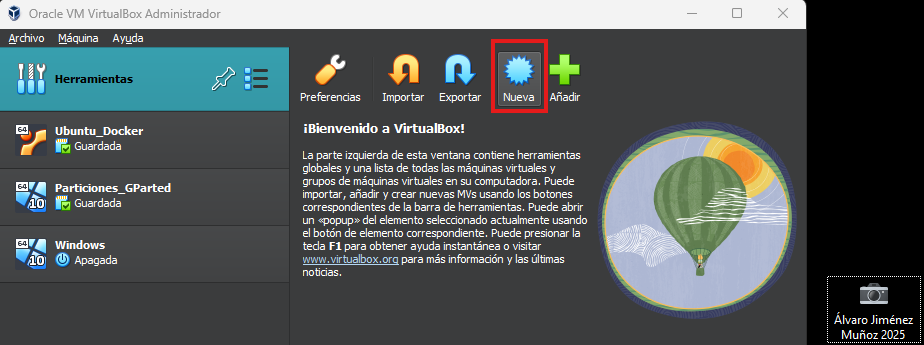 Oracle VM VirtualBox Administrador
Archivo Máquina Ayuda
Herramientas
Preferencias
Importar
Exportar
Nueva
Añadir
64
Ubuntu_Docker
Guardada
64
10
Particiones_GParted
Guardada
64
10
Windows
Apagada
¡Bienvenido a VirtualBox!
La parte izquierda de esta ventana contiene herramientas
globales y una lista de todas las máquinas virtuales y
grupos de máquinas virtuales en su computadora. Puede
importar, añadir y crear nuevas MVs usando los botones
correspondientes de la barra de herramientas. Puede abrir
un «popup» del elemento seleccionado actualmente usando
el botón de elemento correspondiente. Puede presionar la
tecla F1 para obtener ayuda instantánea o visitar
www.virtualbox.org para más información y las últimas
noticias.
Álvaro Jiménez
Muñoz 2025